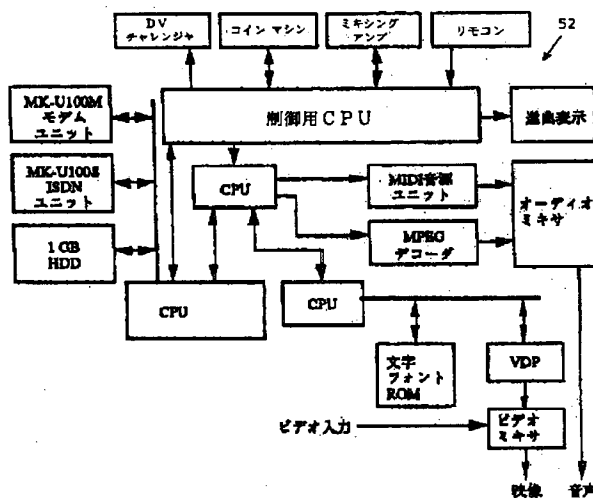 52
DV
チャレンジャ
コイン マシン
ミキシング
アンプ
リモコン
MK-U100M
モデム
ユニット
制御用CPU
選曲表示
MK-U100S
ISDN
ユニット
CPU
MIDI音源
ユニット
オーディオ
ミキサ
MPEG
デコーダ
1 GB
HDD
CPU
CPU
文字
フォント
ROM
VDP
ビデオ入力
ビデオ
ミキサ
映像
音声